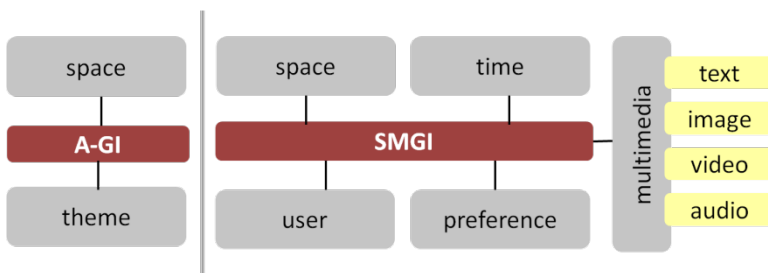 space
A-GI
theme
space
time
SMGI
user
preference
multimedia
text
image
video
audio